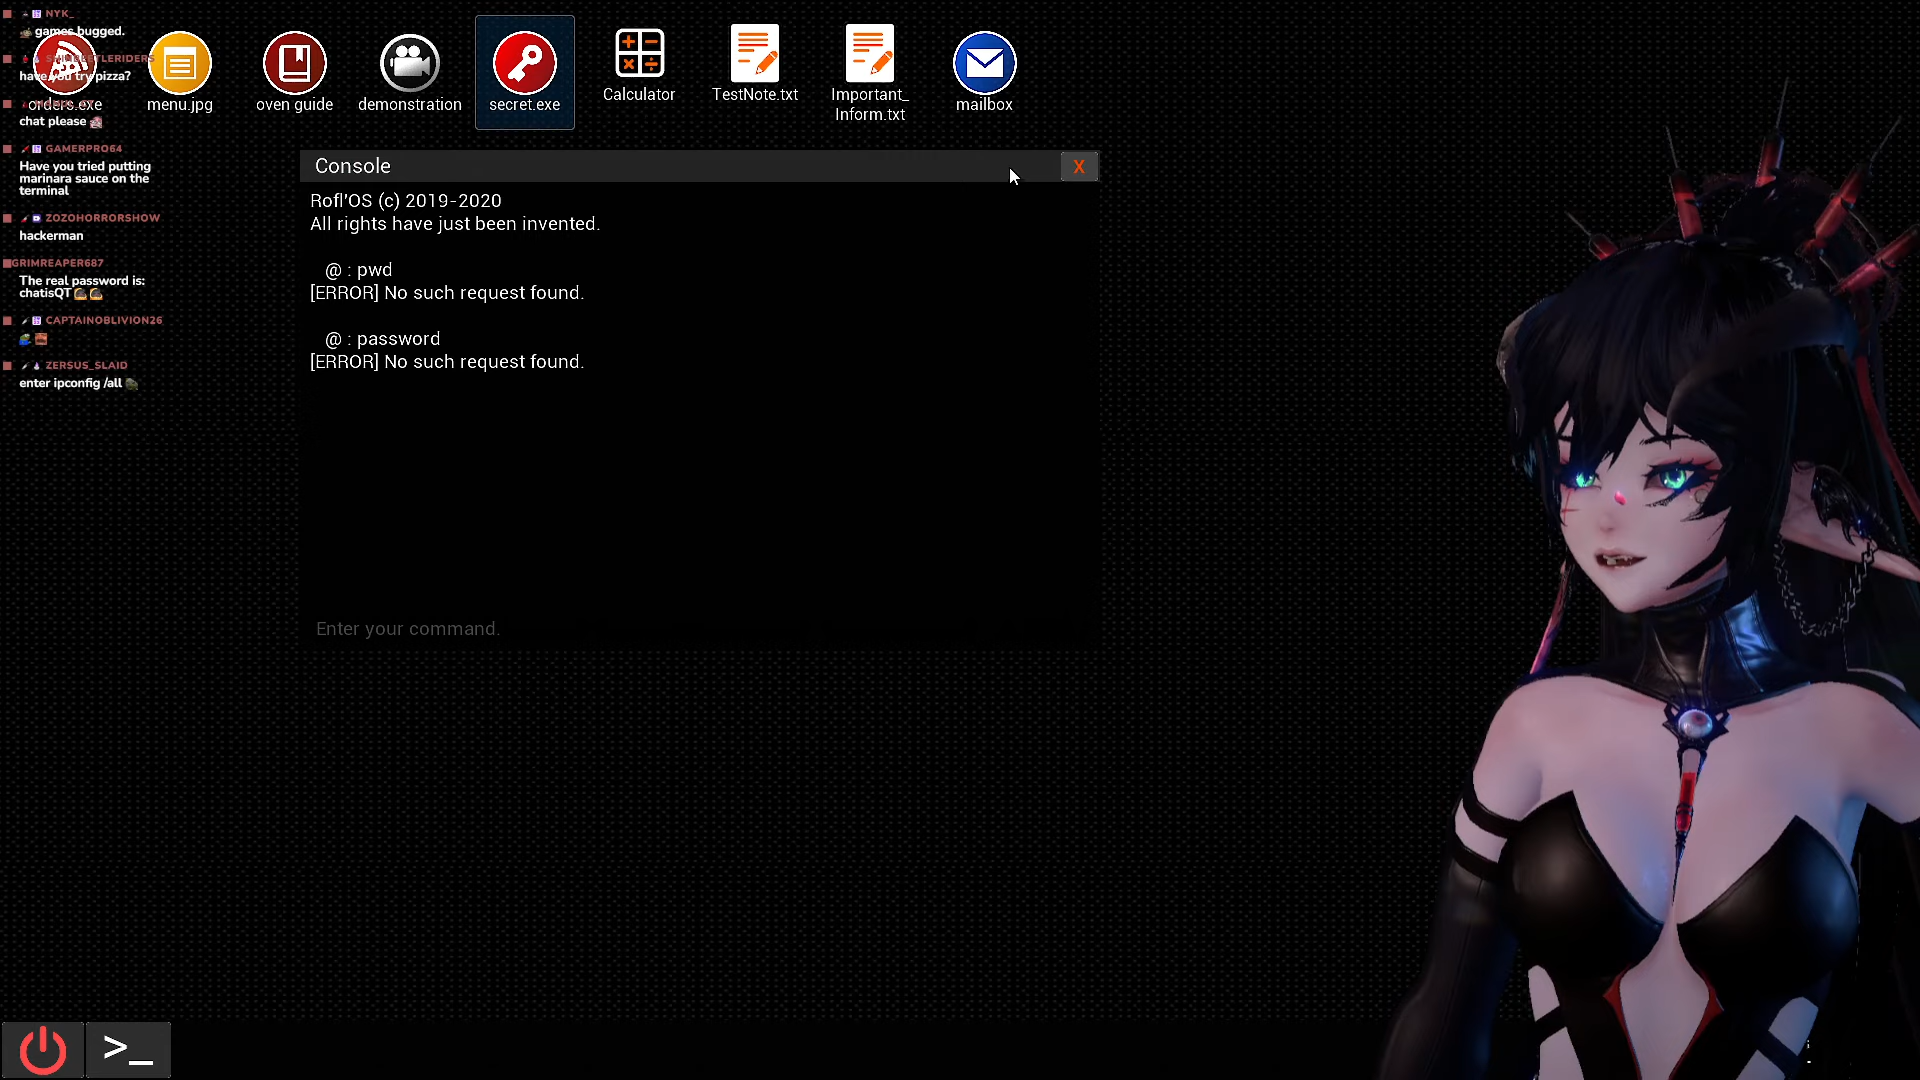 NYK_
games bugged.
have you try pizza?
chat please
GAMERPRO64
Have you tried putting
marinara sauce on the
terminal
ZOZOHORRORSHOW
hackerman
GRIMREAPER687
The real password is:
chatisQT
CAPTAINOBLIVION26
ZERSUS_SLAID
enter ipconfig /all
orders.exe
menu.jpg
oven guide
demonstration
secret.exe
Calculator
TestNote.txt
Important_
Inform.txt
mailbox
Console
X
Rofl'OS (c) 2019-2020
All rights have just been invented.
@ : pwd
[ERROR] No such request found.
@ : password
[ERROR] No such request found.
Enter your command.
>_